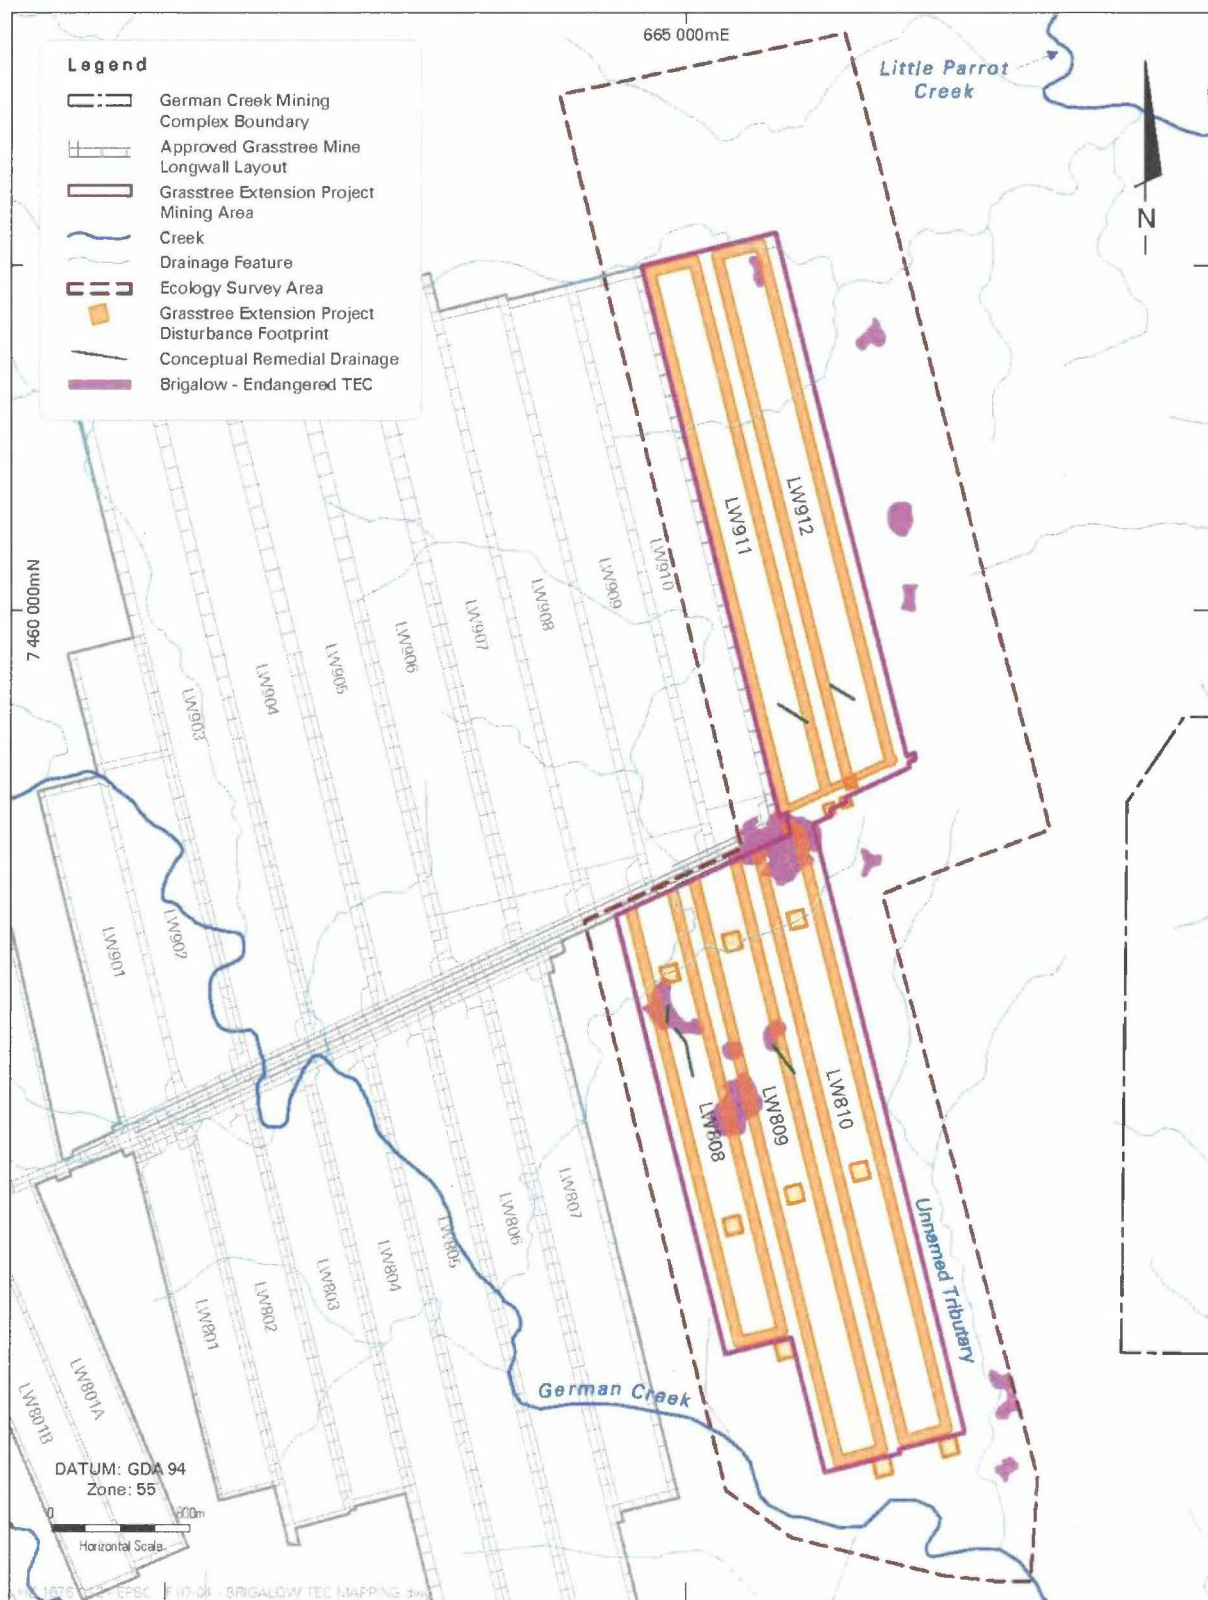 665 000mE
Little Parrot
Creek
Legend
German Creek Mining
Complex Boundary
Approved Grasstree Mine
Longwall Layout
Grasstree Extension Project
Mining Area
Creek
Drainage Feature
Ecology Survey Area
Grasstree Extension Project
Disturbance Footprint
Conceptual Remedial Drainage
Brigalow - Endangered TEC
N
7 460 000mN
LW911
LW912
LW910
LW909
LW908
LW907
LW906
LW905
LW904
LW903
LW902
LW901
LW808
LW809
LW810
LW807
LW806
LW805
LW804
LW803
LW802
LW801
LW801A
LW801B
Unnamed Tributary
German Creek
DATUM: GDA 94
Zone: 55
0 800m
Horizontal Scale
BRIGALOW TEC MAPPING